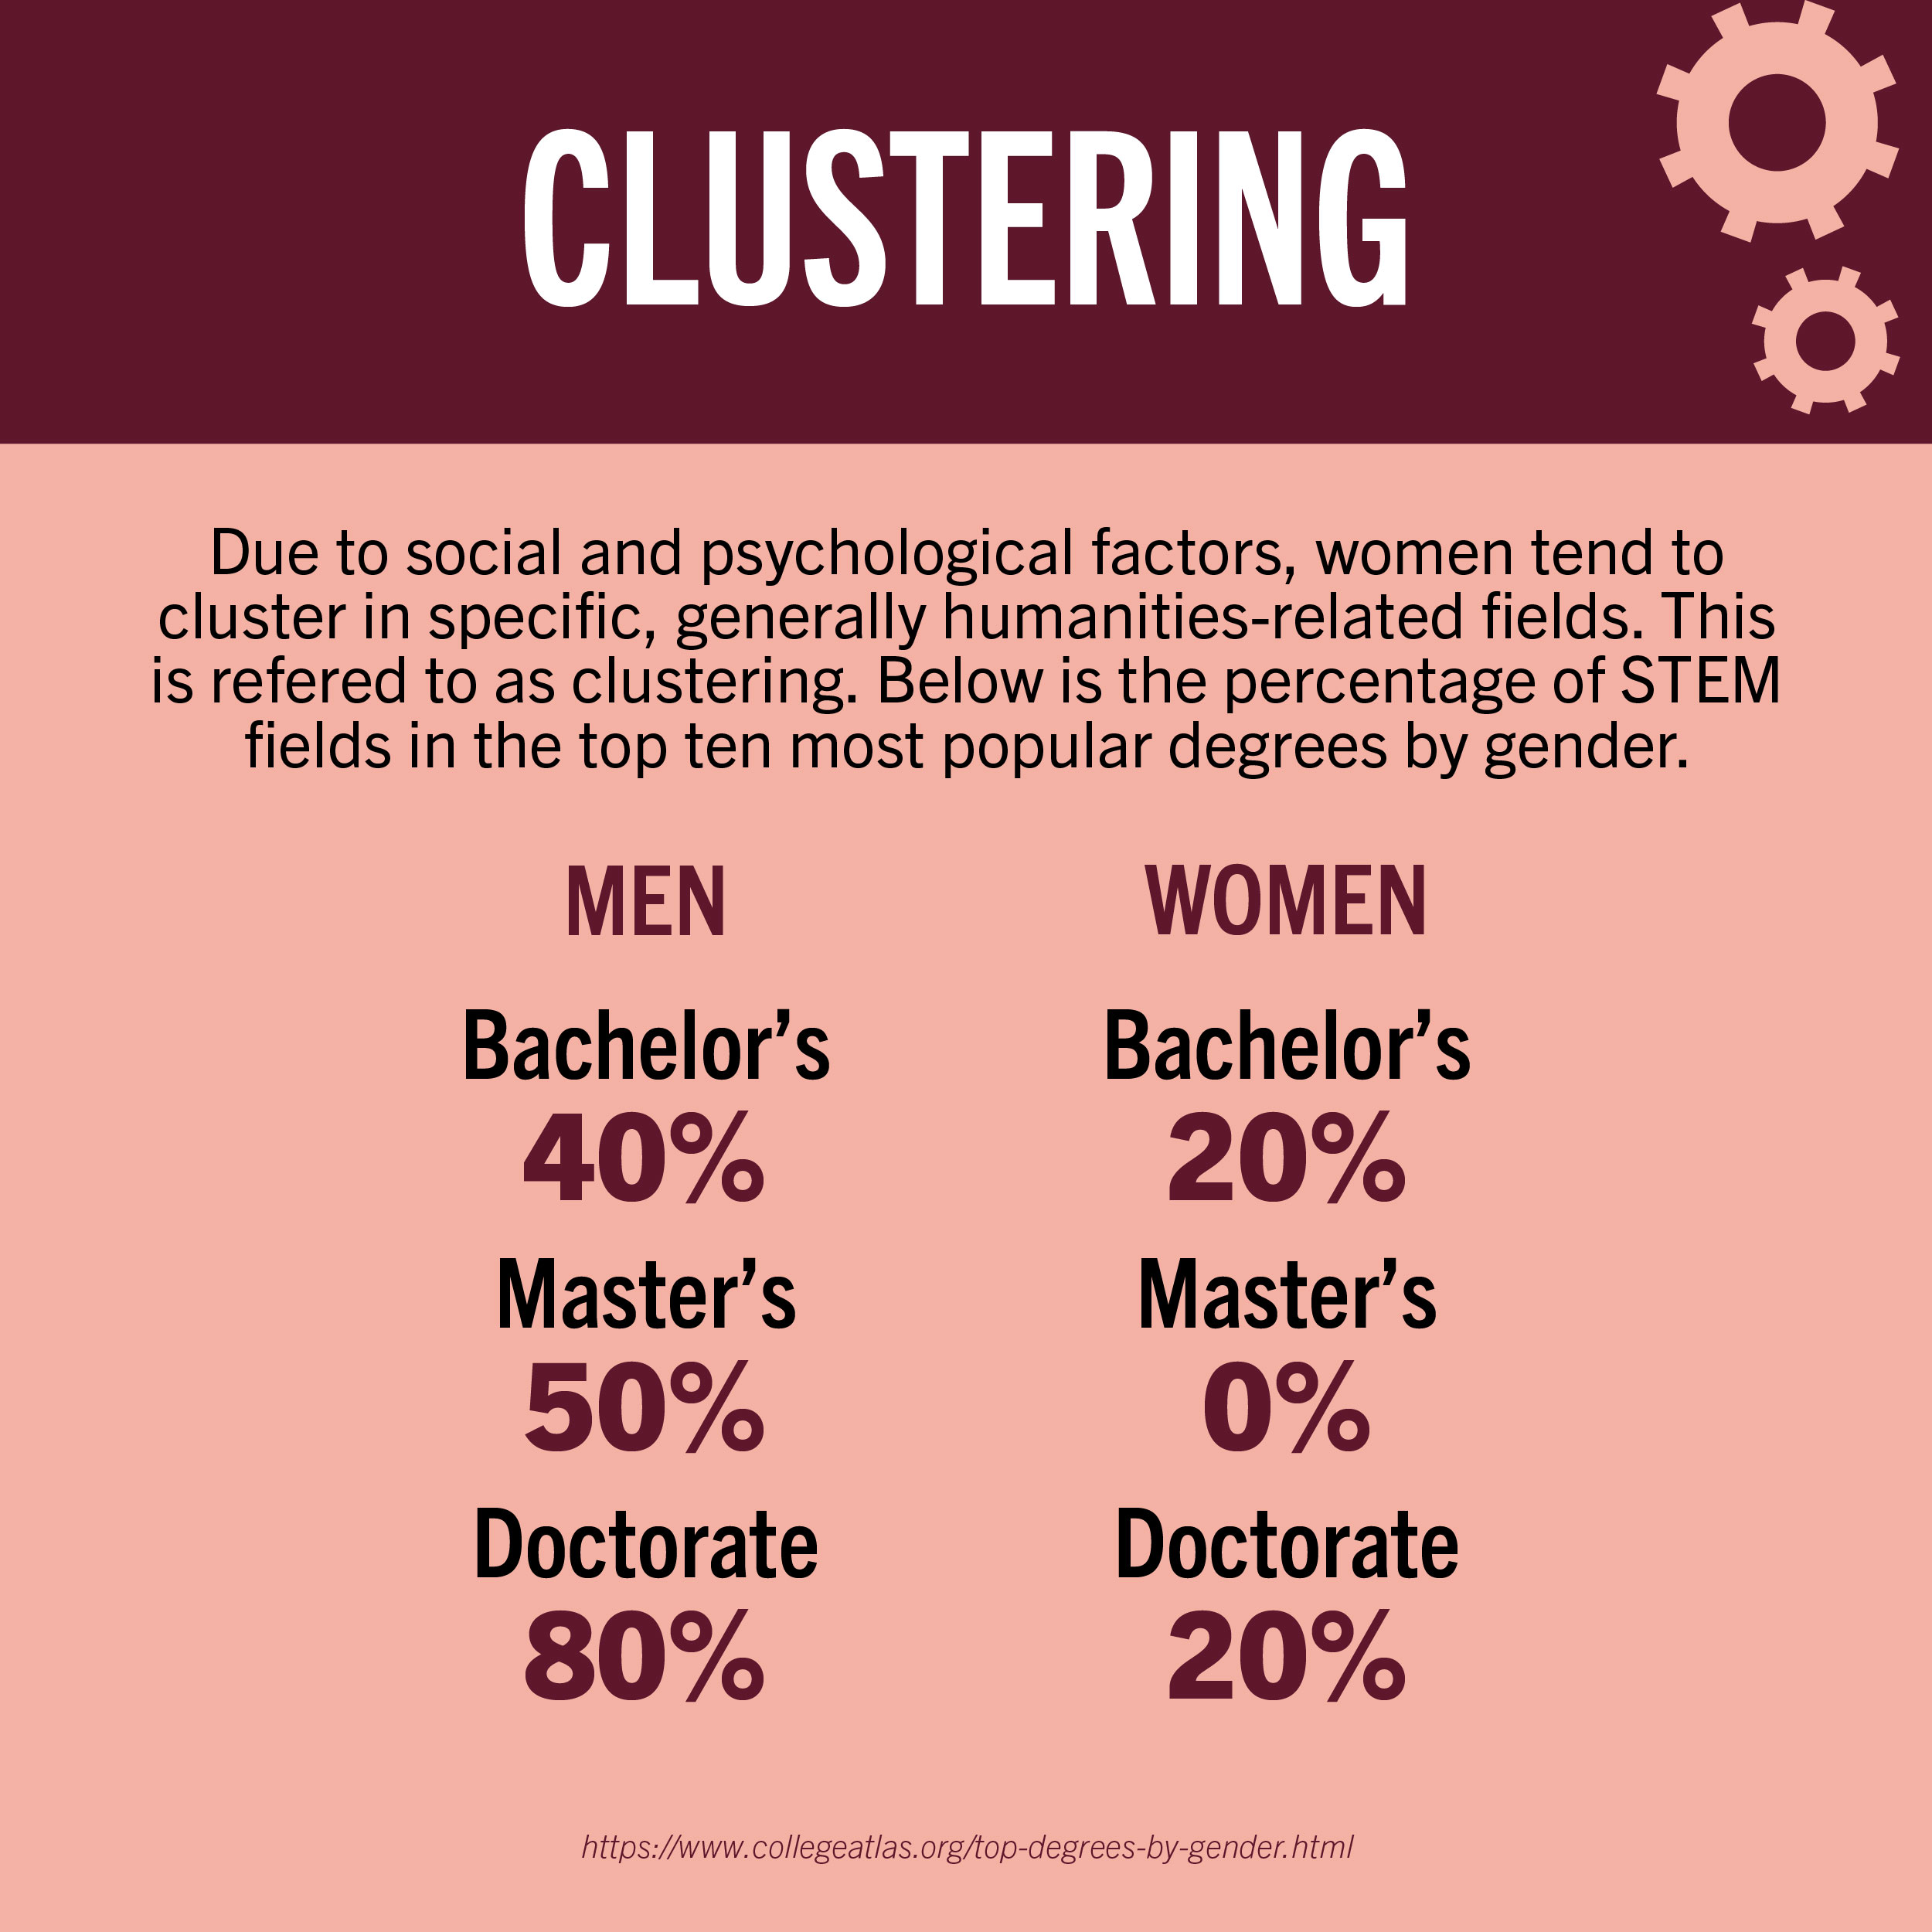 CLUSTERING
Due to social and psychological factors, women tend to
cluster in specific, generally humanities-related fields. This
is refered to as clustering. Below is the percentage of STEM
fields in the top ten most popular degrees by gender.
MEN
Bachelor’s
40%
Master’s
50%
Doctorate
80%
WOMEN
Bachelor’s
20%
Master’s
0%
Doctorate
20%
https://www.collegeatlas.org/top-degrees-by-gender.html